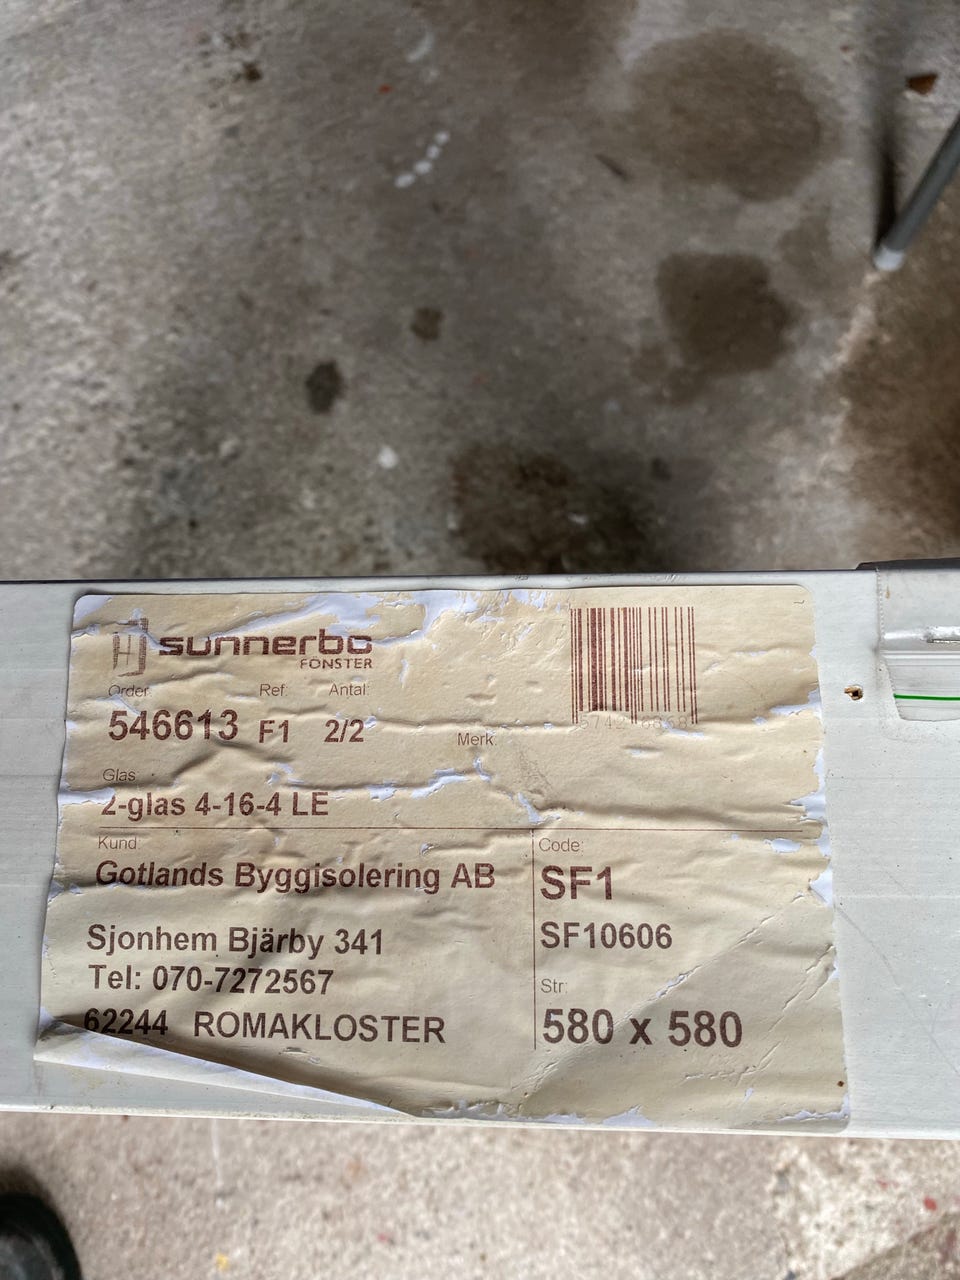 sunnerbo
FÖNSTER
Order: Ref: Antal:
546613 F1 2/2
Merk:
Glas
2-glas 4-16-4 LE
Kund:
Gotlands Byggisolering AB
Sjonhem Bjärby 341
Tel: 070-7272567
62244 ROMAKLOSTER
Code:
SF1
SF10606
Str:
580 x 580